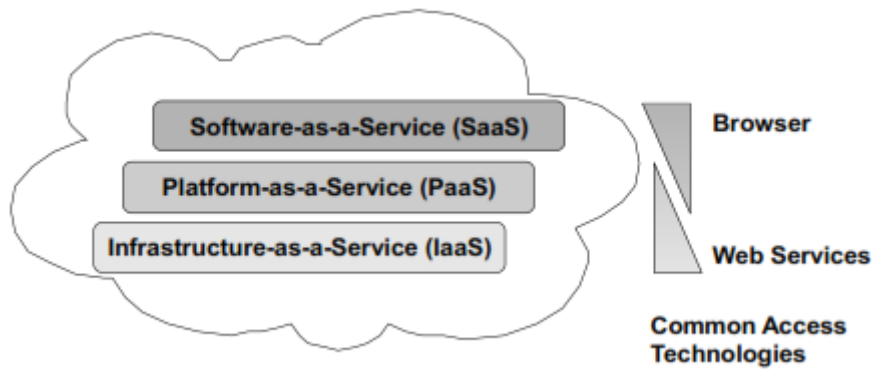 Software-as-a-Service (SaaS)
Browser
Platform-as-a-Service (PaaS)
Infrastructure-as-a-Service (IaaS)
Web Services
Common Access
Technologies